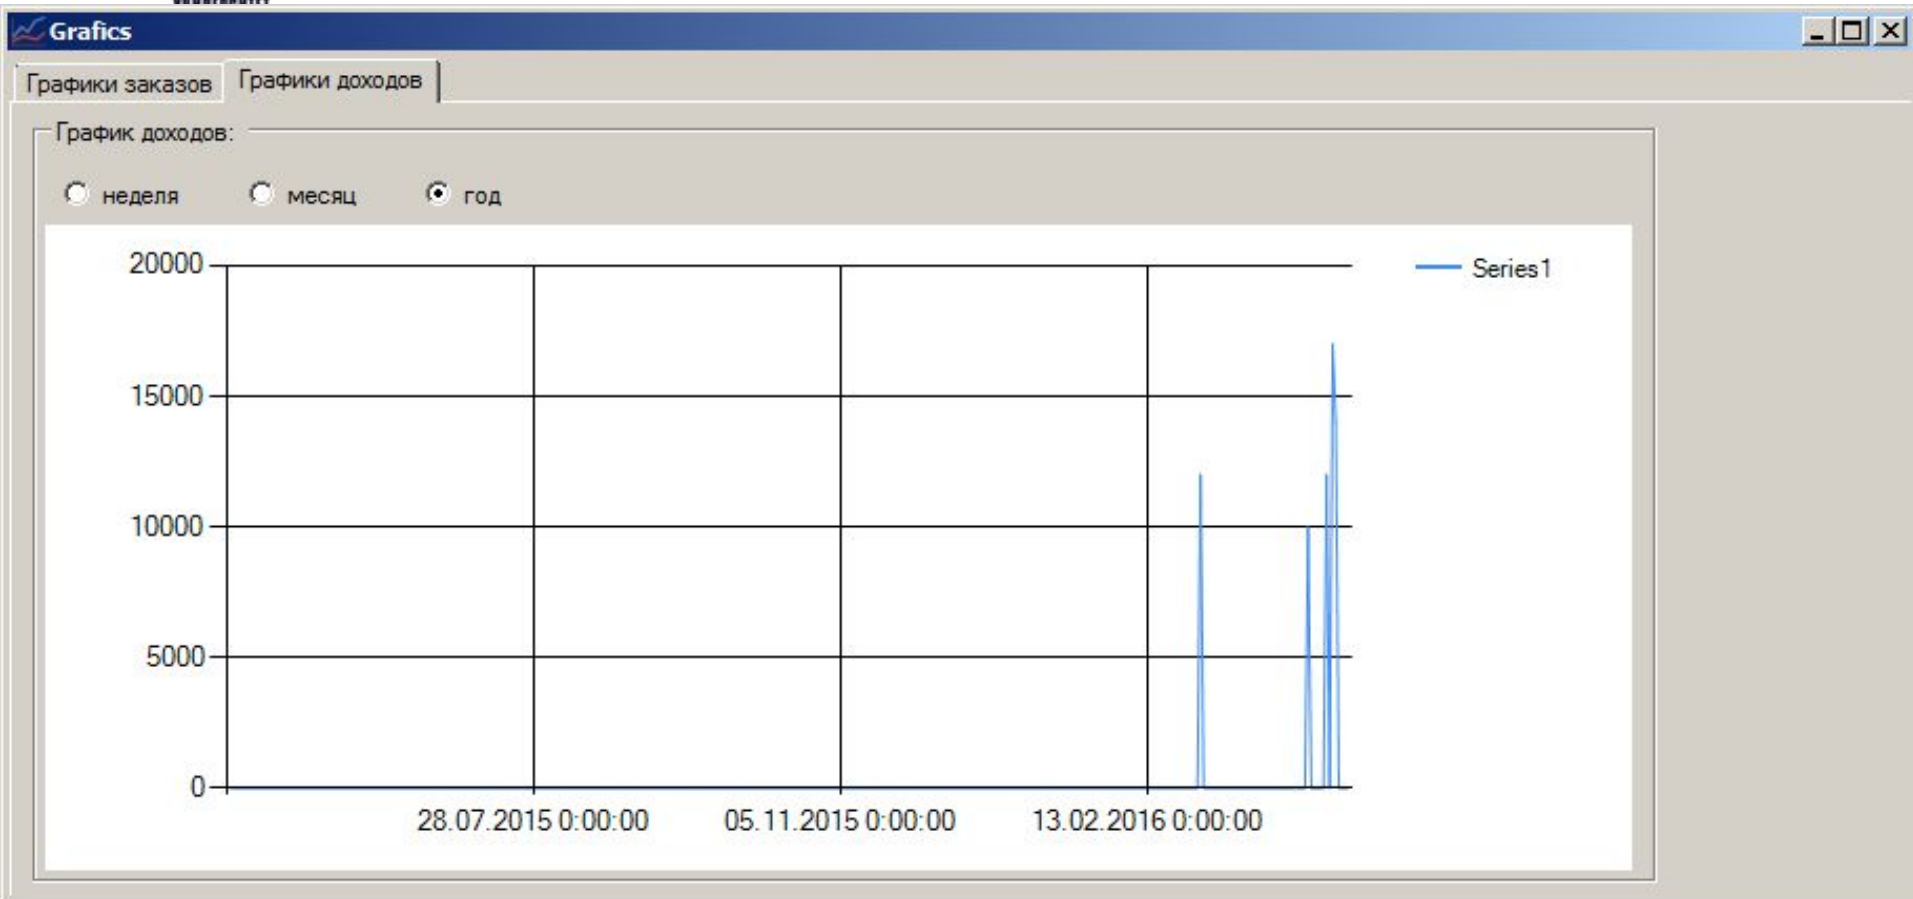 Grafics
Графики заказов Графики доходов
График доходов:
неделя месяц год
20000
Series1
15000
10000
5000
0
28.07.2015 0:00:00 05.11.2015 0:00:00 13.02.2016 0:00:00